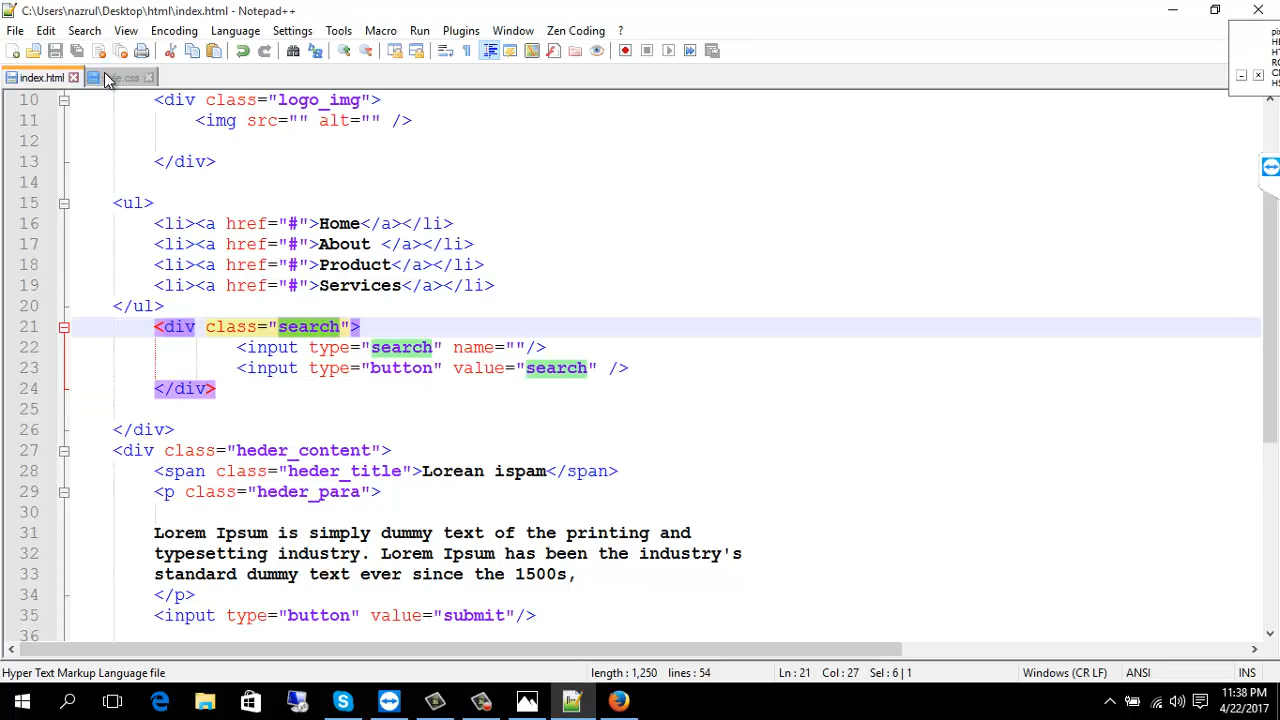 C:\Users\nazrul\Desktop\html\index.html - Notepad++
File Edit Search View Encoding Language Settings Tools Macro Run Plugins Window Zen Coding ?
index.html .css
10 <div class="logo_img">
11 <img src="" alt="" />
12
13 </div>
14
15 <ul>
16 <li><a href="#">Home</a></li>
17 <li><a href="#">About </a></li>
18 <li><a href="#">Product</a></li>
19 <li><a href="#">Services</a></li>
20 </ul>
21 <div class="search">
22 <input type="search" name=""/>
23 <input type="button" value="search" />
24 </div>
25
26 </div>
27 <div class="heder_content">
28 <span class="heder_title">Lorean ispam</span>
29 <p class="heder_para">
30
31 Lorem Ipsum is simply dummy text of the printing and
32 typesetting industry. Lorem Ipsum has been the industry's
33 standard dummy text ever since the 1500s,
34 </p>
35 <input type="button" value="submit"/>
36
Hyper Text Markup Language file length : 1,250 lines : 54 Ln : 21 Col : 27 Sel : 6 | 1 Windows (CR LF) ANSI INS
11:38 PM
4/22/2017